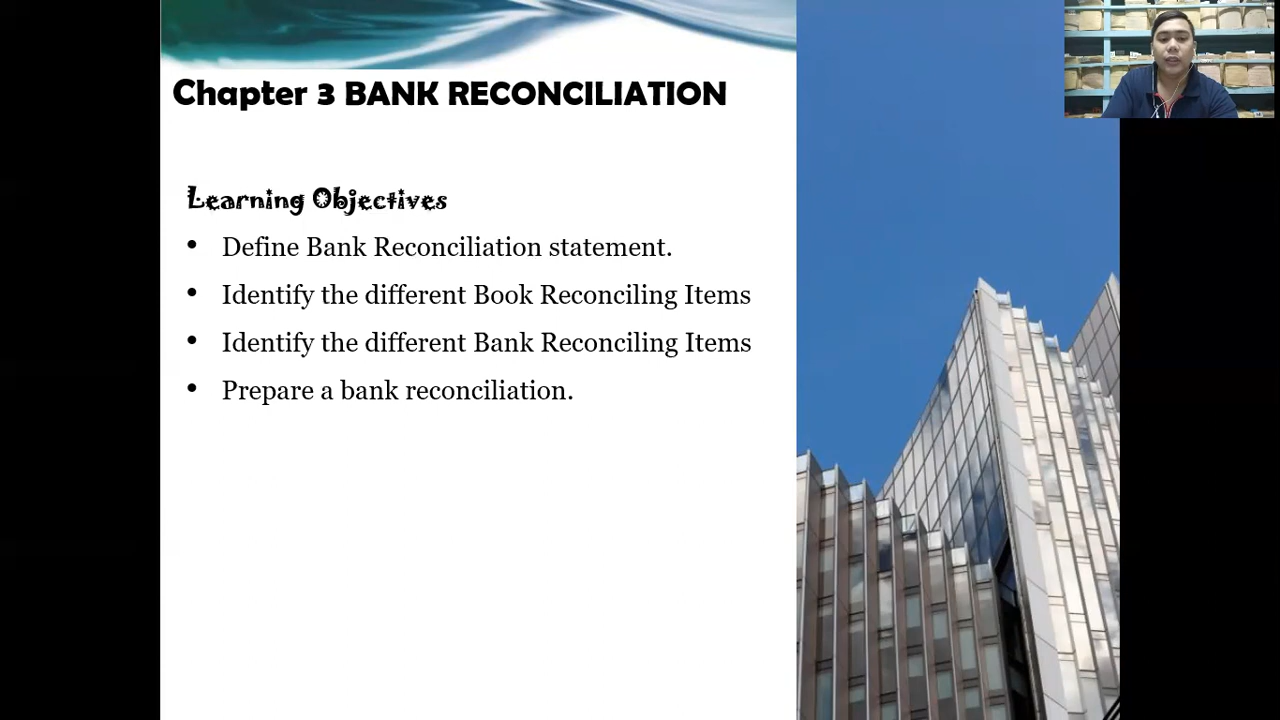 Chapter 3 BANK RECONCILIATION
Learning Objectives
• Define Bank Reconciliation statement.
• Identify the different Book Reconciling Items
• Identify the different Bank Reconciling Items
• Prepare a bank reconciliation.